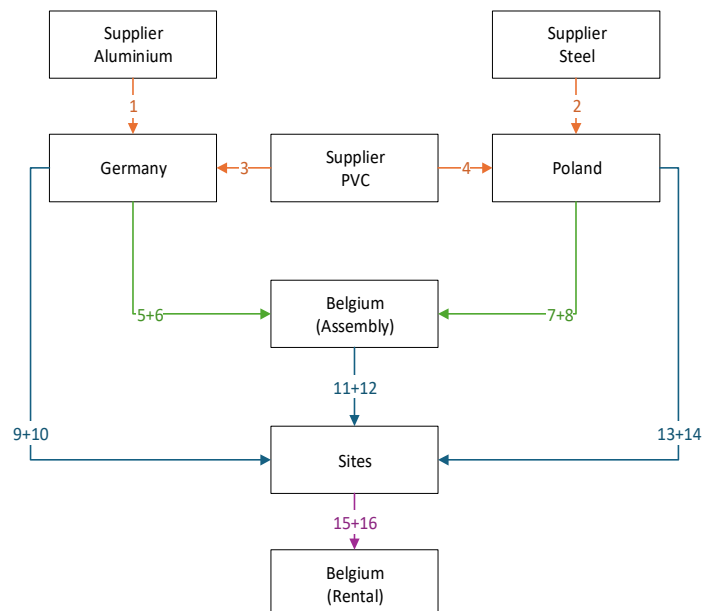 Supplier
Aluminium
Supplier
Steel
1
2
Germany
3
Supplier
PVC
4
Poland
5+6
Belgium
(Assembly)
7+8
11+12
9+10
13+14
Sites
15+16
Belgium
(Rental)